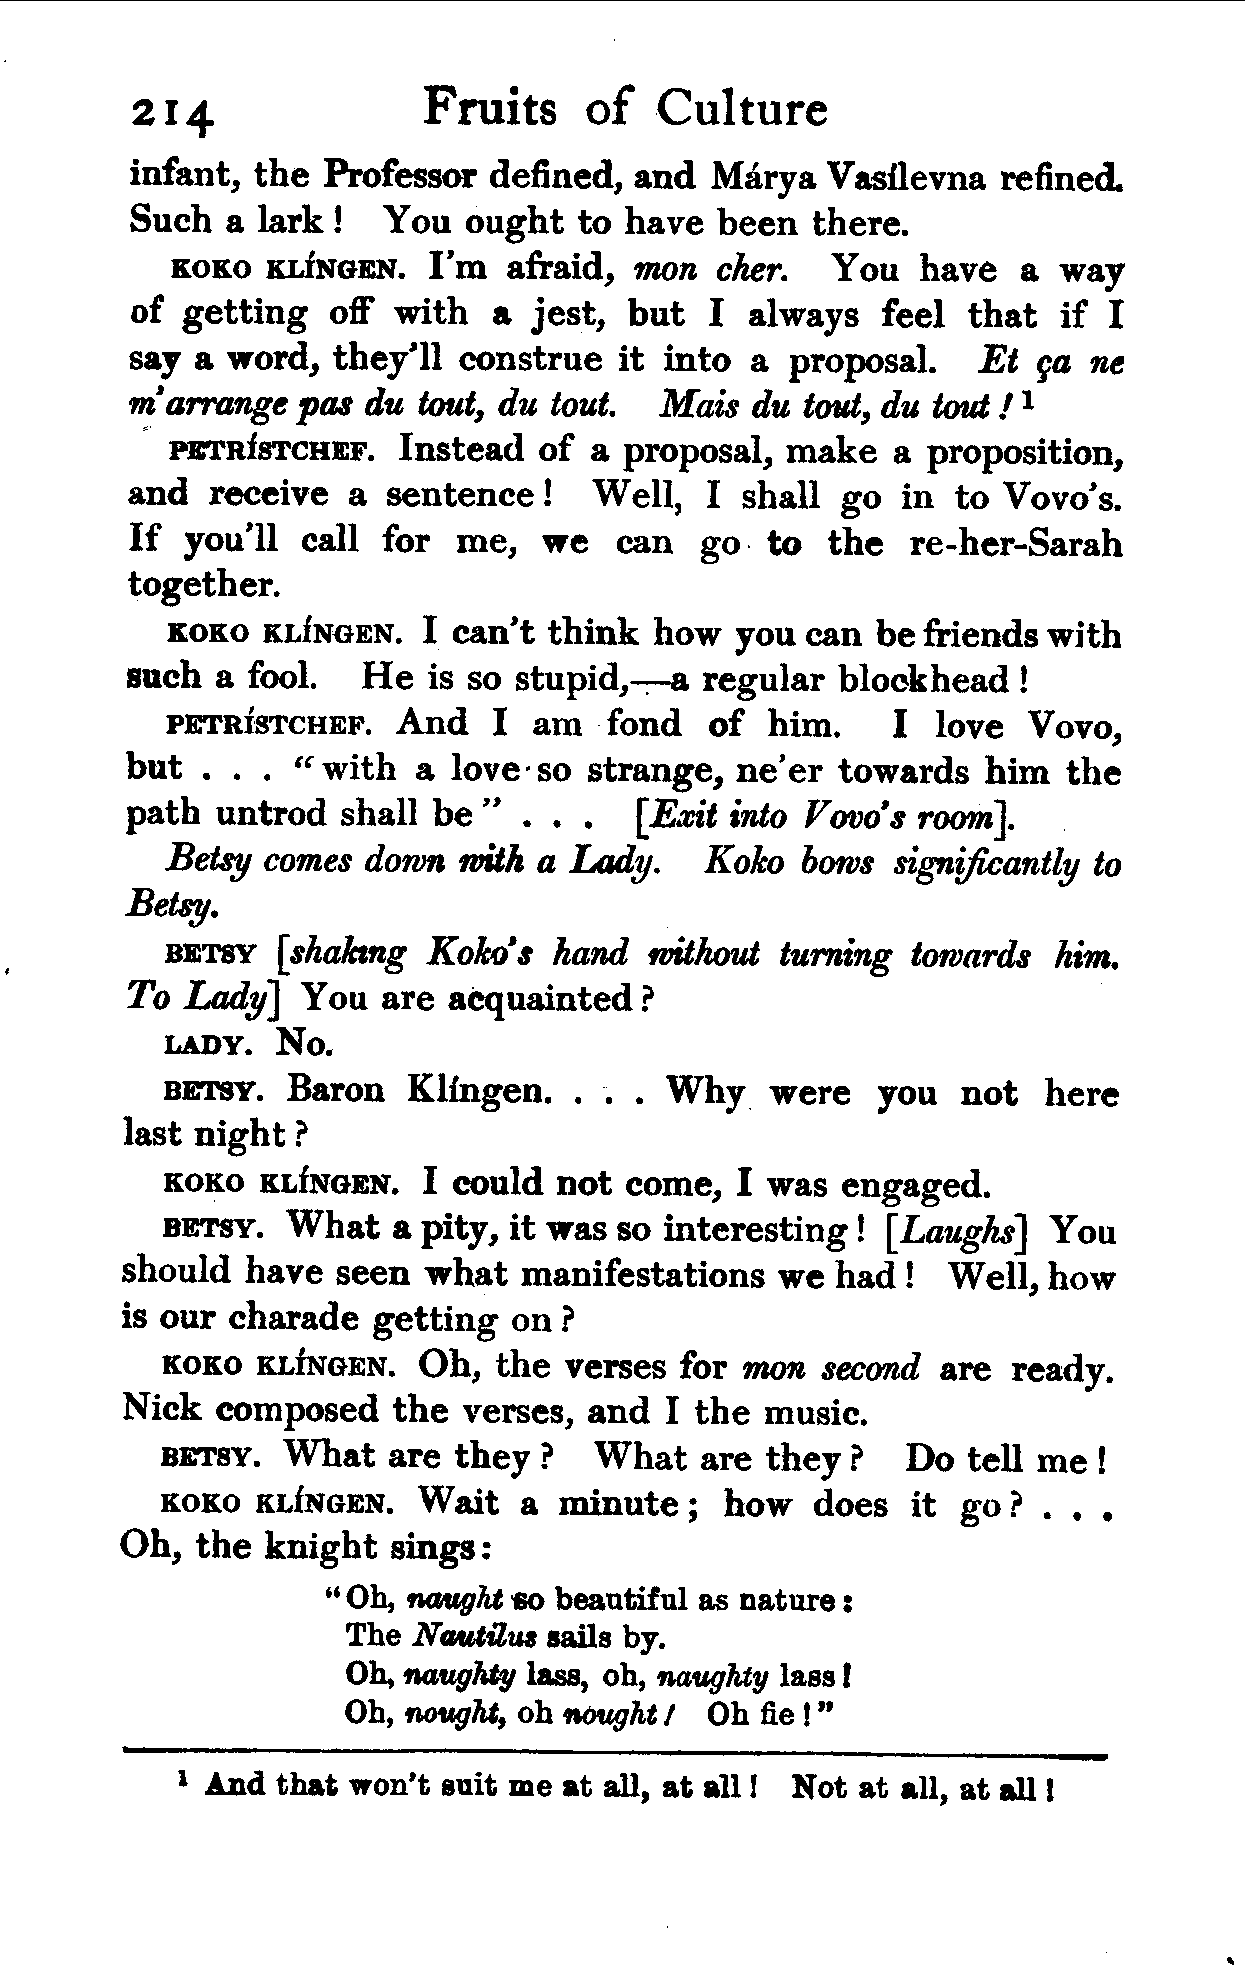 214 Fruits of Culture
infant, the Professor defined, and Márya Vasílevna refined.
Such a lark! You ought to have been there.
KOKO KLÍNGEN. I'm afraid, mon cher. You have a way
of getting off with a jest, but I always feel that if I
say a word, they'll construe it into a proposal. Et ça ne
m'arrange pas du tout, du tout. Mais du tout, du tout! 1
PETRÍSTCHEF. Instead of a proposal, make a proposition,
and receive a sentence! Well, I shall go in to Vovo's.
If you'll call for me, we can go to the re-her-Sarah
together.
KOKO KLÍNGEN. I can't think how you can be friends with
such a fool. He is so stupid,—a regular blockhead!
PETRÍSTCHEF. And I am fond of him. I love Vovo,
but . . . "with a love so strange, ne'er towards him the
path untrod shall be" . . . [Exit into Vovo's room].
Betsy comes down with a Lady. Koko bows significantly to
Betsy.
BETSY [shaking Koko's hand without turning towards him.
To Lady] You are acquainted?
LADY. No.
BETSY. Baron Klíngen. . . . Why were you not here
last night?
KOKO KLÍNGEN. I could not come, I was engaged.
BETSY. What a pity, it was so interesting! [Laughs] You
should have seen what manifestations we had! Well, how
is our charade getting on?
KOKO KLÍNGEN. Oh, the verses for mon second are ready.
Nick composed the verses, and I the music.
BETSY. What are they? What are they? Do tell me!
KOKO KLÍNGEN. Wait a minute; how does it go? . . .
Oh, the knight sings:
"Oh, naught so beautiful as nature:
The Nautilus sails by.
Oh, naughty lass, oh, naughty lass!
Oh, nought, oh nought! Oh fie!"
1 And that won't suit me at all, at all! Not at all, at all!